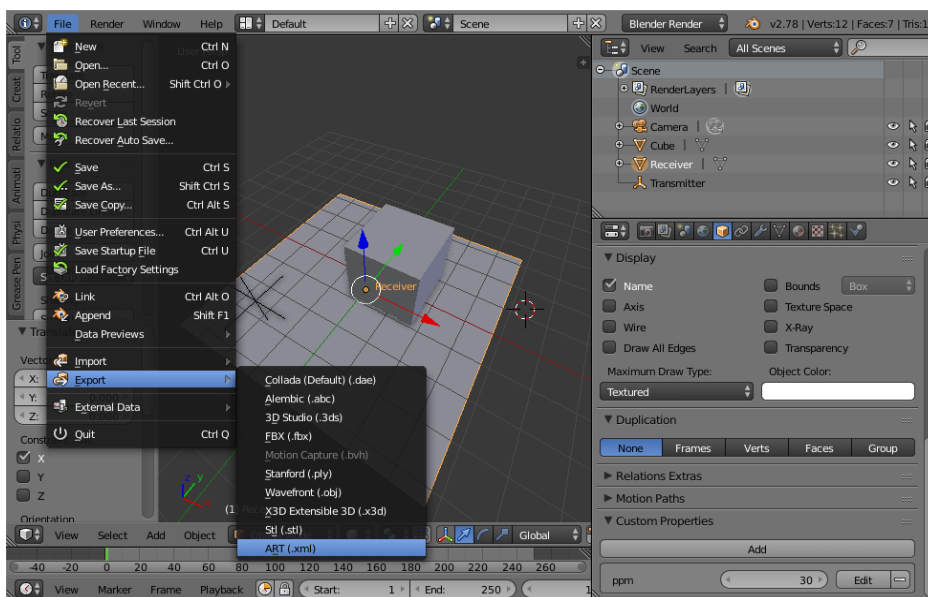 File Render Window Help Default Scene Blender Render v2.78 | Verts:12 | Faces:7 | Tris:1
New Ctrl N
Open... Ctrl O
Open Recent... Shift Ctrl O
Revert
Recover Last Session
Recover Auto Save...
Save Ctrl S
Save As... Shift Ctrl S
Save Copy... Ctrl Alt S
User Preferences... Ctrl Alt U
Save Startup File Ctrl U
Load Factory Settings
Link Ctrl Alt O
Append Shift F1
Data Previews
Import
Export
External Data
Quit Ctrl Q
Collada (Default) (.dae)
Alembic (.abc)
3D Studio (.3ds)
FBX (.fbx)
Motion Capture (.bvh)
Stanford (.ply)
Wavefront (.obj)
X3D Extensible 3D (.x3d)
Stl (.stl)
ART (.xml)
Tool
Creat
Relatio
Animati
Physi
Grease Pen
X:
Y:
Z:
X
Y
Z
Orientation
Receiver
z y
View Select Add Object Global
-40 -20 0 20 40 60 80 100 120 140 160 180 200 220 240 260
View Marker Frame Playback Start: 1 End: 250 1
View Search All Scenes
Scene
RenderLayers |
World
Camera |
Cube |
Receiver |
Transmitter
Display
Name Bounds Box
Axis Texture Space
Wire X-Ray
Draw All Edges Transparency
Maximum Draw Type: Object Color:
Textured
Duplication
None Frames Verts Faces Group
Relations Extras
Motion Paths
Custom Properties
Add
ppm 30 Edit